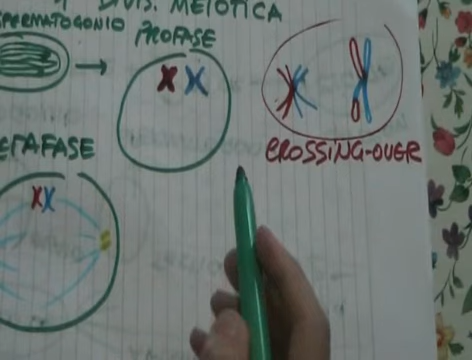 DIVIS. MEIOTICA
SPERMATOGONIO
PROFASE
CROSSING-OVER
METAFASE